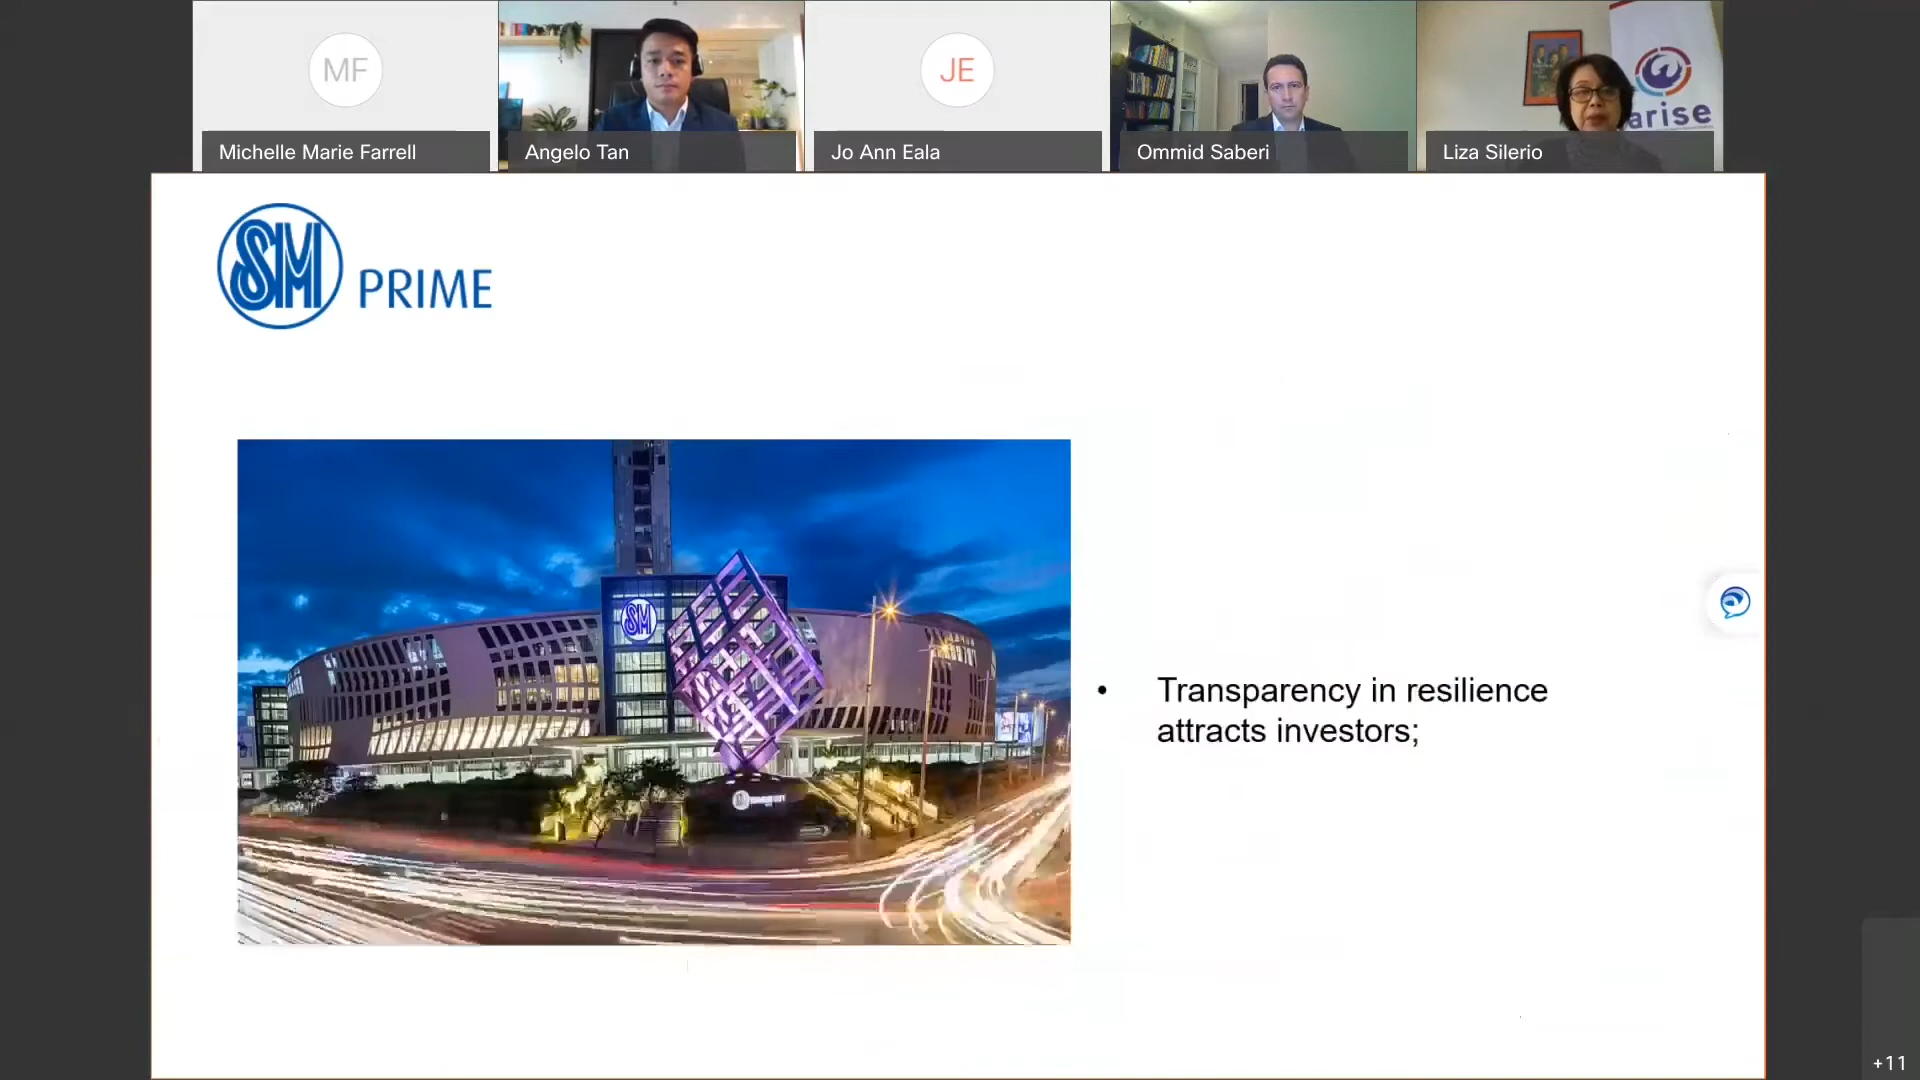 MF
JE
arise
Michelle Marie Farrell
Angelo Tan
Jo Ann Eala
Ommid Saberi
Liza Silerio
SM PRIME
SM
• Transparency in resilience
attracts investors;
+11